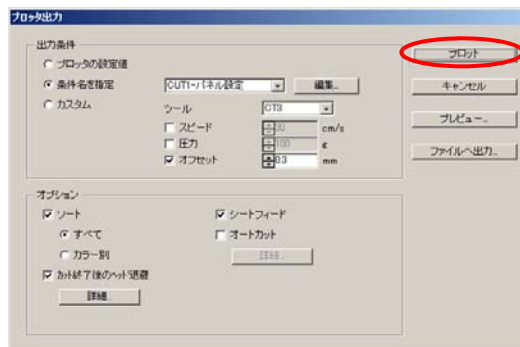 プロッタ出力
出力条件
プロッタの設定値
条件名を指定 CUT1-パネル設定 編集...
カスタム
ツール CT3
スピード 30 cm/s
圧力 100 g
オフセット 0.3 mm
オプション
ソート
すべて
カラー別
カット終了後のヘッド退避
詳細...
シートフィード
オートカット
詳細...
プロット
キャンセル
プレビュー...
ファイルへ出力...